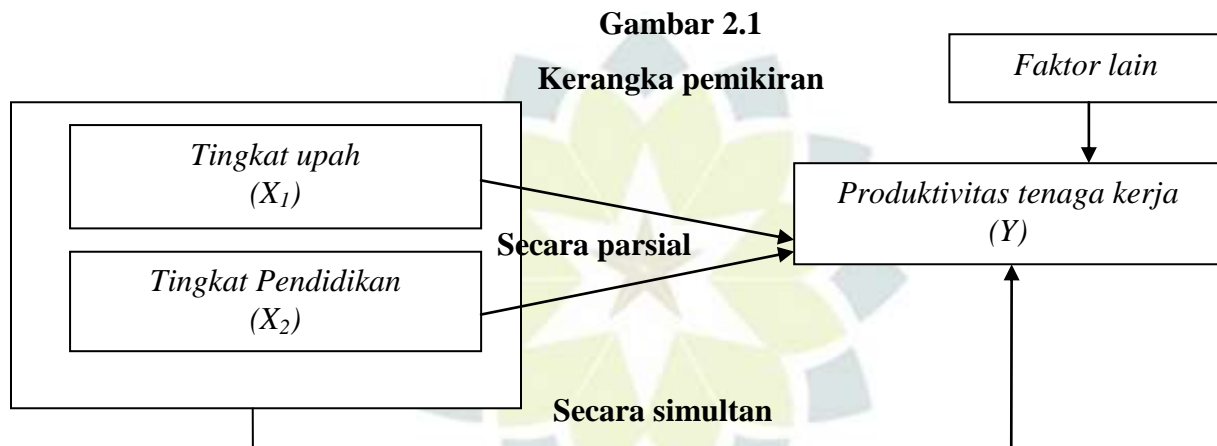 Gambar 2.1
Kerangka pemikiran
Faktor lain
Tingkat upah
(X₁)
Produktivitas tenaga kerja
(Y)
Secara parsial
Tingkat Pendidikan
(X₂)
Secara simultan